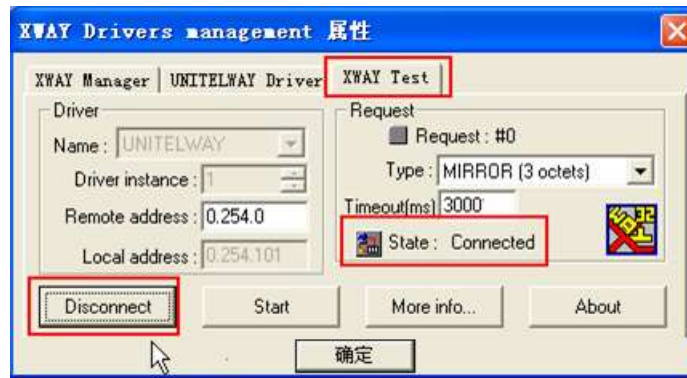 XWAY Drivers management 属性
XWAY Manager UNITELWAY Driver XWAY Test
Driver
Name : UNITELWAY
Driver instance : 1
Remote address : 0.254.0
Local address : 0.254.101
Request
Request : #0
Type : MIRROR (3 octets)
Timeout(ms) 3000
State : Connected
Disconnect Start More info... About
确定